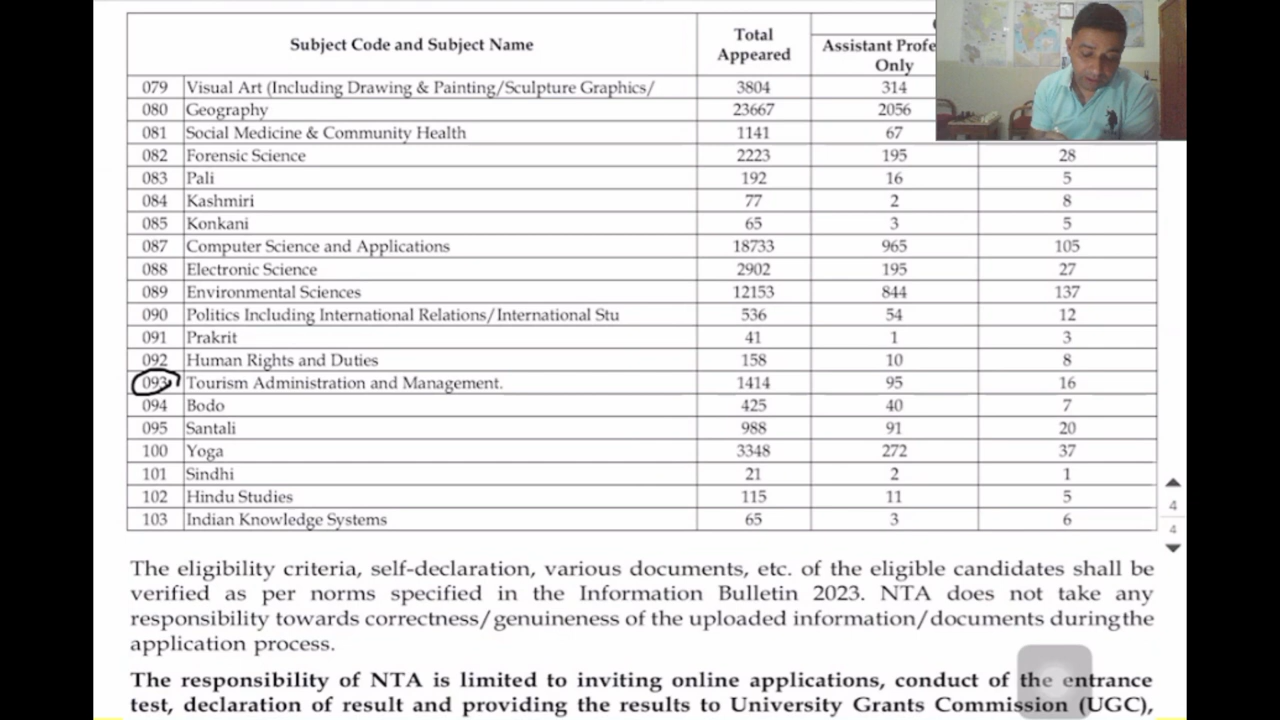 Subject Code and Subject Name Total Appeared Assistant Only
079 Visual Art (Including Drawing & Painting/Sculpture Graphics/ 3804 314
080 Geography 23667 2056
081 Social Medicine & Community Health 1141 67
082 Forensic Science 2223 195 28
083 Pali 192 16 5
084 Kashmiri 77 2 8
085 Konkani 65 3 5
087 Computer Science and Applications 18733 965 105
088 Electronic Science 2902 195 27
089 Environmental Sciences 12153 844 137
090 Politics Including International Relations/International Stu 536 54 12
091 Prakrit 41 1 3
092 Human Rights and Duties 158 10 8
093 Tourism Administration and Management. 1414 95 16
094 Bodo 425 40 7
095 Santali 988 91 20
100 Yoga 3348 272 37
101 Sindhi 21 2 1
102 Hindu Studies 115 11 5
103 Indian Knowledge Systems 65 3 6
4
4
The eligibility criteria, self-declaration, various documents, etc. of the eligible candidates shall be
verified as per norms specified in the Information Bulletin 2023. NTA does not take any
responsibility towards correctness/genuineness of the uploaded information/documents duringthe
application process.
The responsibility of NTA is limited to inviting online applications, conduct of the entrance
test, declaration of result and providing the results to University Grants Commission (UGC),